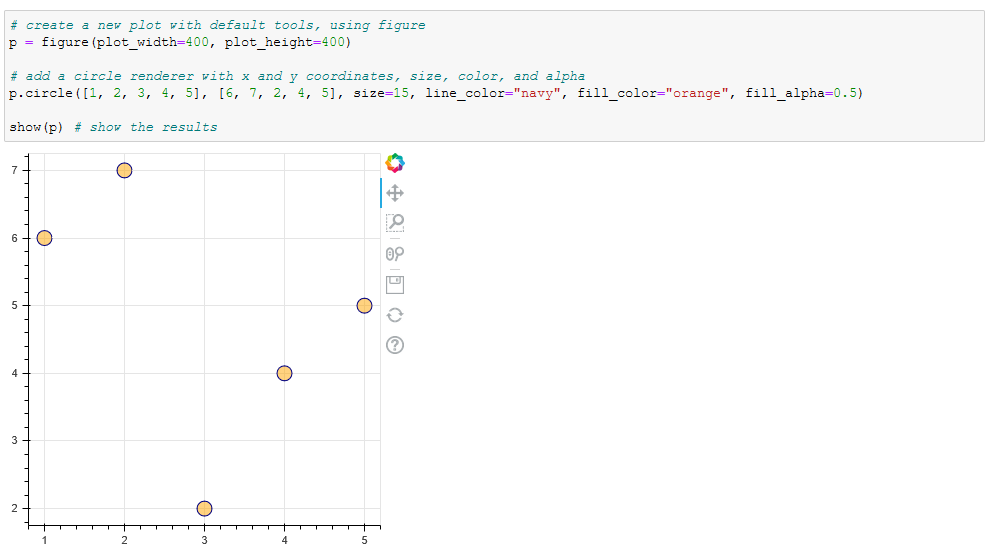 # create a new plot with default tools, using figure
p = figure(plot_width=400, plot_height=400)
# add a circle renderer with x and y coordinates, size, color, and alpha
p.circle([1, 2, 3, 4, 5], [6, 7, 2, 4, 5], size=15, line_color="navy", fill_color="orange", fill_alpha=0.5)
show(p) # show the results
7
6
5
4
3
2
1 2 3 4 5